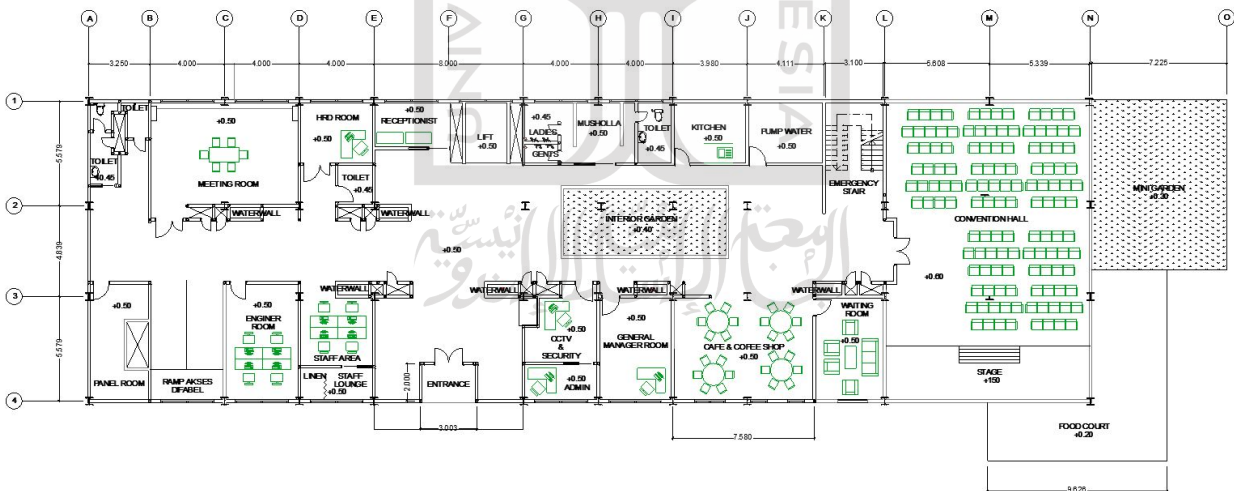 A B C D E F G H I J K L M N O
3.250 4.000 4.000 4.000 8.000 4.000 4.000 3.980 4.111 3.100 5.608 5.339 7.225
1
2
3
4
5.579
4.839
5.579
TOILET
TOILET
+0.45
+0.50
MEETING ROOM
HRD ROOM
+0.50
TOILET
+0.45
+0.50
RECEPTIONIST
LIFT
+0.50
+0.45
LADIES
GENTS
MUSHOLLA
+0.50
TOILET
+0.45
KITCHEN
+0.50
PUMP WATER
+0.50
EMERGENCY
STAIR
WATERWALL
WATERWALL
+0.50
INTERIOR GARDEN
+0.40
CONVENTION HALL
+0.60
MINI GARDEN
+0.30
WATERWALL
WATERWALL
WATERWALL
WATERWALL
+0.50
PANEL ROOM
RAMP AKSES
DIFABEL
+0.50
ENGINER
ROOM
STAFF AREA
LINEN
STAFF
LOUNGE
+0.50
2.000
ENTRANCE
3.003
+0.50
CCTV
&
SECURITY
+0.50
ADMIN
+0.50
GENERAL
MANAGER ROOM
CAFE & COFEE SHOP
+0.50
7.580
WAITING
ROOM
+0.50
STAGE
+150
FOOD COURT
+0.20
9.626
ESIA